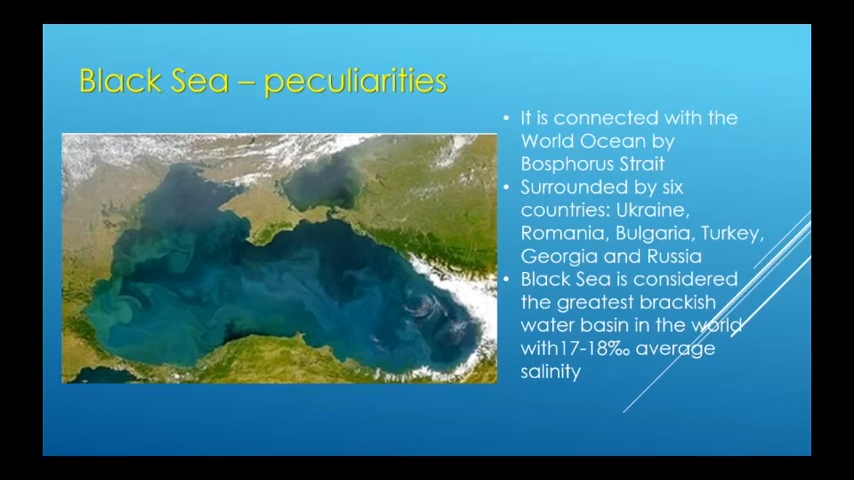 Black Sea – peculiarities
• It is connected with the
World Ocean by
Bosphorus Strait
• Surrounded by six
countries: Ukraine,
Romania, Bulgaria, Turkey,
Georgia and Russia
• Black Sea is considered
the greatest brackish
water basin in the world
with17-18‰ average
salinity